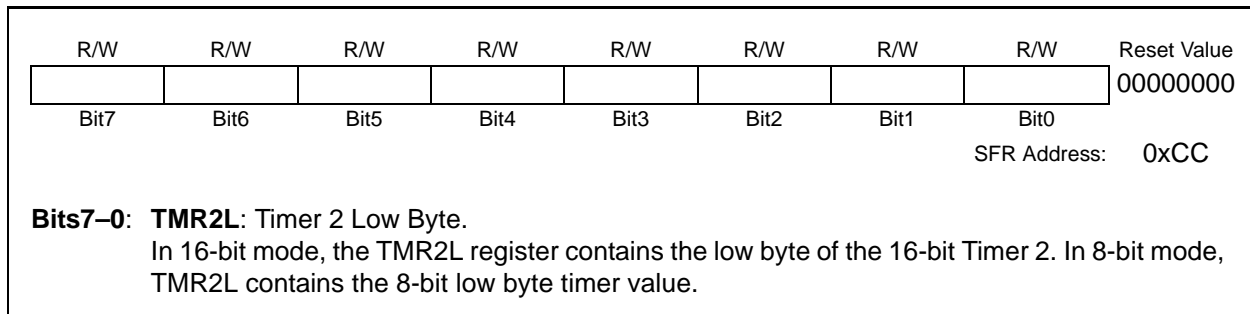 R/W R/W R/W R/W R/W R/W R/W R/W Reset Value
00000000
Bit7 Bit6 Bit5 Bit4 Bit3 Bit2 Bit1 Bit0
SFR Address: 0xCC
Bits7–0: TMR2L: Timer 2 Low Byte.
In 16-bit mode, the TMR2L register contains the low byte of the 16-bit Timer 2. In 8-bit mode,
TMR2L contains the 8-bit low byte timer value.